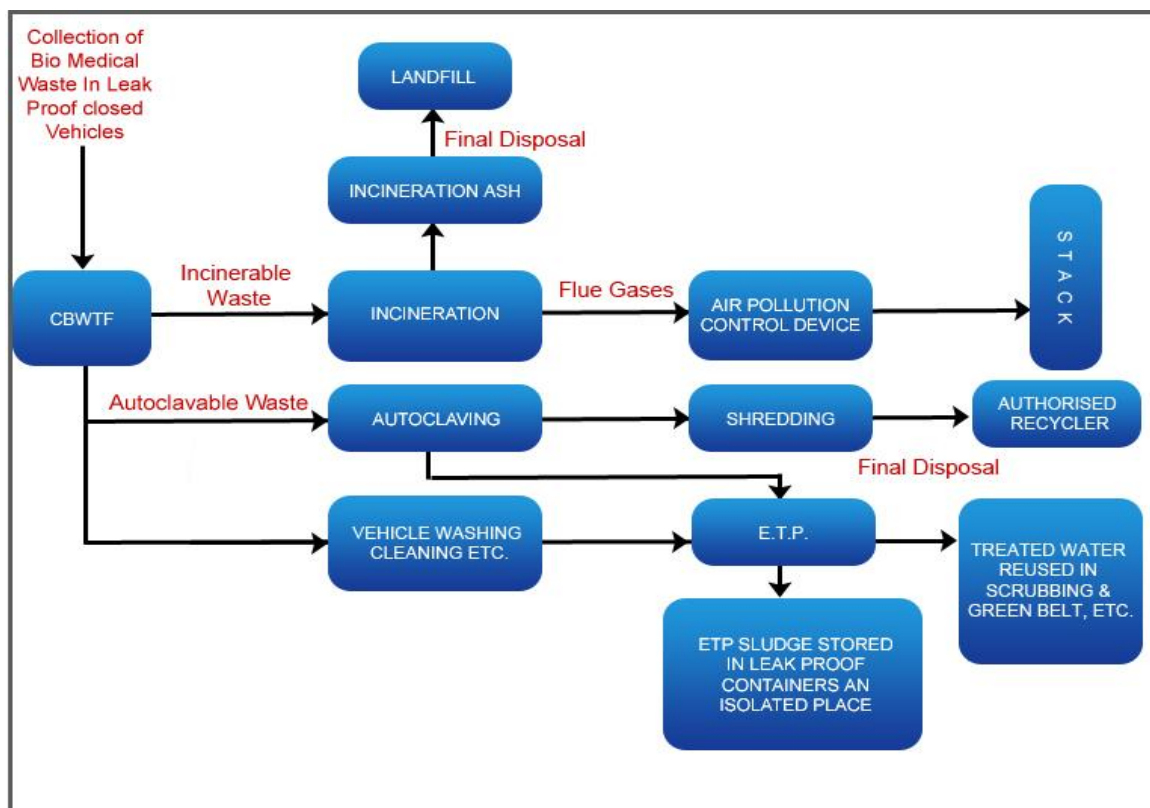 Collection of
Bio Medical
Waste In Leak
Proof closed
Vehicles
LANDFILL
Final Disposal
INCINERATION ASH
CBWTF
Incinerable
Waste
INCINERATION
Flue Gases
AIR POLLUTION
CONTROL DEVICE
STACK
Autoclavable Waste
AUTOCLAVING
SHREDDING
AUTHORISED
RECYCLER
Final Disposal
VEHICLE WASHING
CLEANING ETC.
E.T.P.
TREATED WATER
REUSED IN
SCRUBBING &
GREEN BELT, ETC.
ETP SLUDGE STORED
IN LEAK PROOF
CONTAINERS AN
ISOLATED PLACE